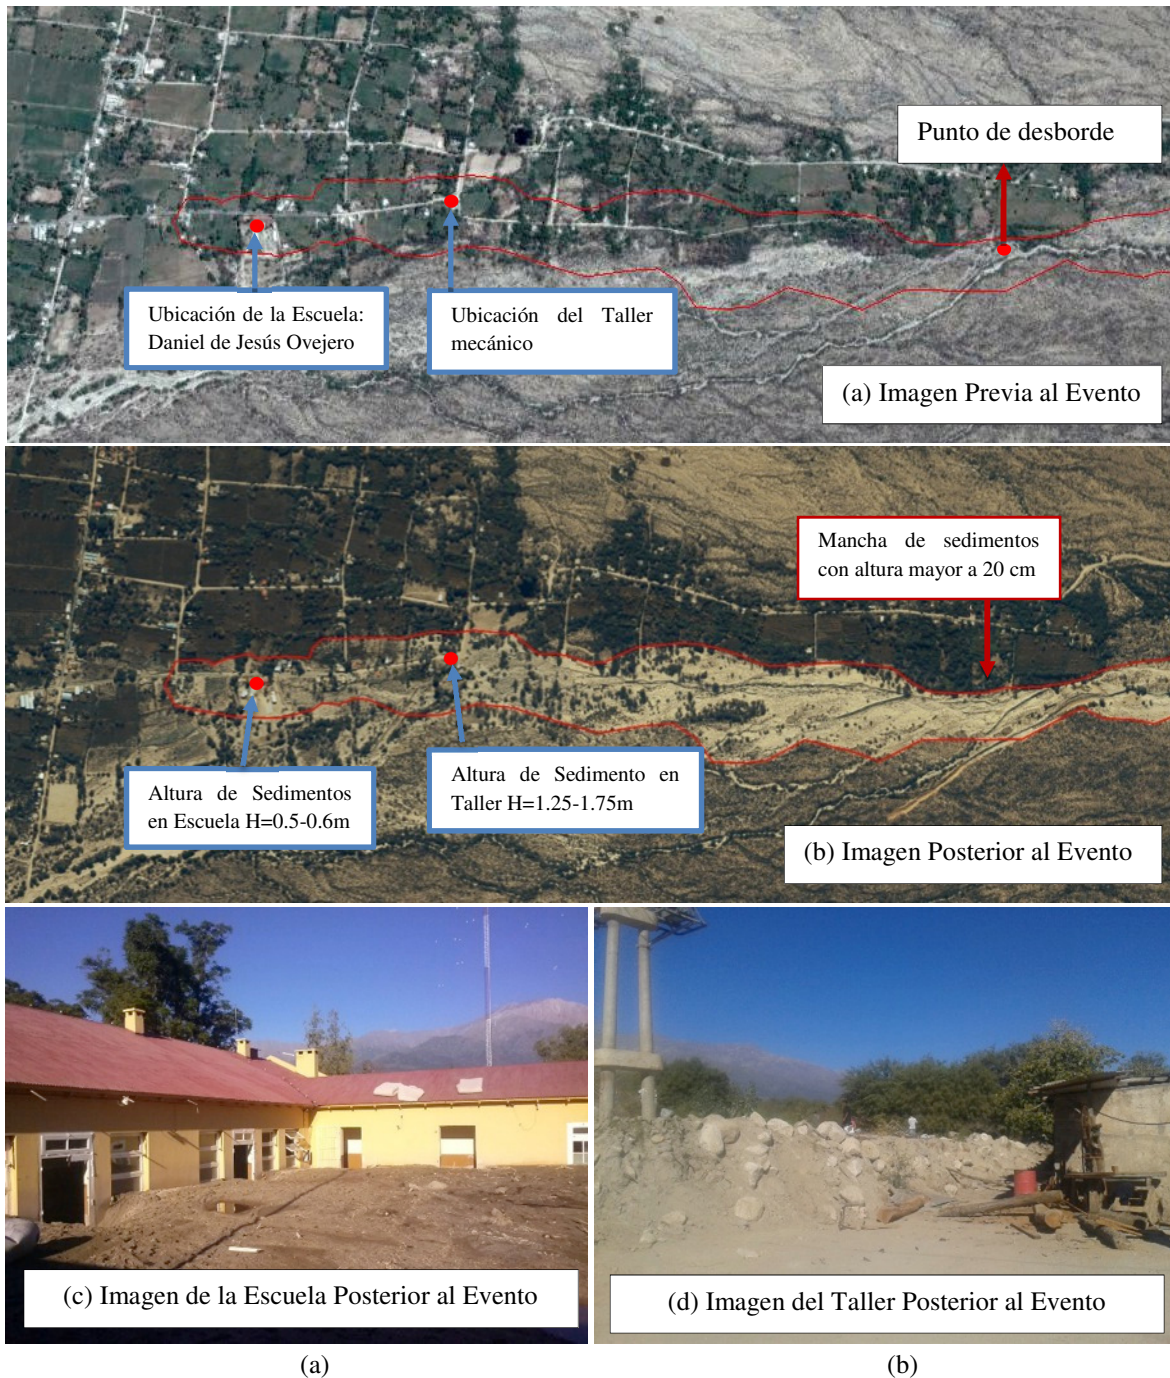 Punto de desborde
Ubicación de la Escuela:
Daniel de Jesús Ovejero
Ubicación del Taller
mecánico
(a) Imagen Previa al Evento
Mancha de sedimentos
con altura mayor a 20 cm
Altura de Sedimentos
en Escuela H=0.5-0.6m
Altura de Sedimento en
Taller H=1.25-1.75m
(b) Imagen Posterior al Evento
(c) Imagen de la Escuela Posterior al Evento
(d) Imagen del Taller Posterior al Evento
(a)
(b)